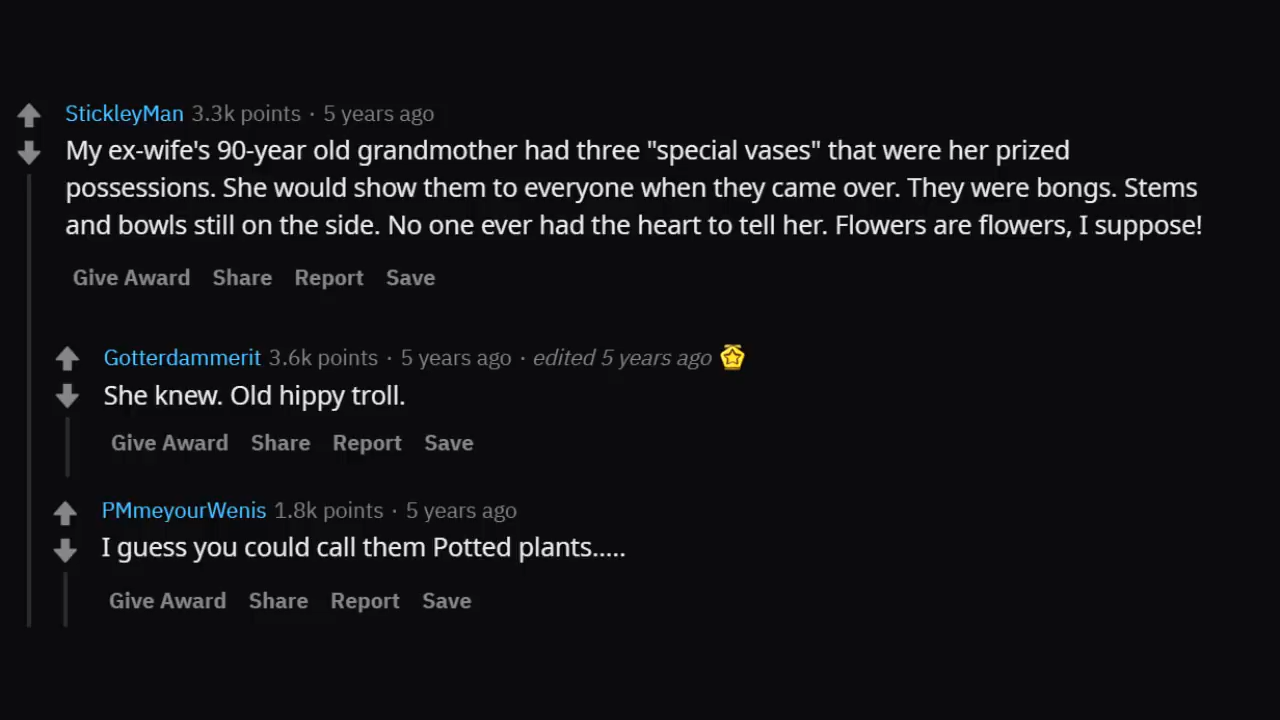 StickleyMan 3.3k points · 5 years ago
My ex-wife's 90-year old grandmother had three "special vases" that were her prized
possessions. She would show them to everyone when they came over. They were bongs. Stems
and bowls still on the side. No one ever had the heart to tell her. Flowers are flowers, I suppose!
Give Award Share Report Save
Gotterdammerit 3.6k points · 5 years ago · edited 5 years ago
She knew. Old hippy troll.
Give Award Share Report Save
PMmeyourWenis 1.8k points · 5 years ago
I guess you could call them Potted plants.....
Give Award Share Report Save